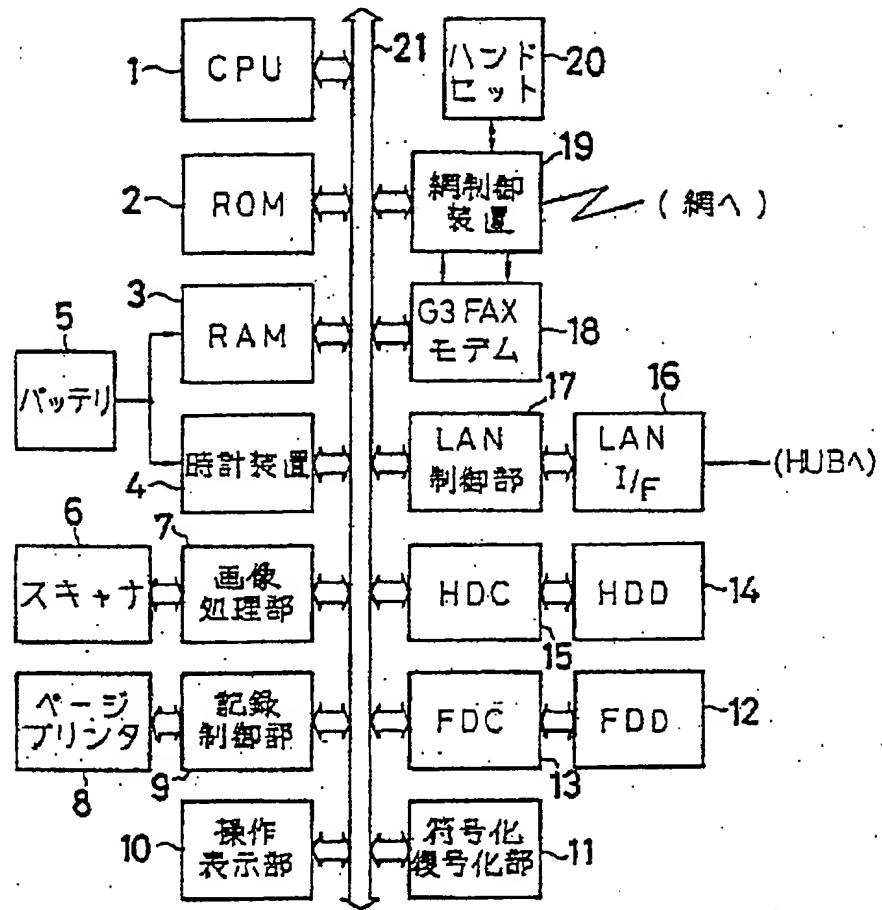 1
CPU
21
ハンド
セット
20
2
ROM
19
網制御
装置
(網へ)
3
RAM
G3 FAX
モデム
18
5
バッテリ
4
時計装置
17
LAN
制御部
16
LAN
I/F
(HUBへ)
6
スキャナ
7
画像
処理部
HDC
15
HDD
14
ページ
プリンタ
8
記録
制御部
9
FDC
13
FDD
12
10
操作
表示部
符号化
復号化部
11